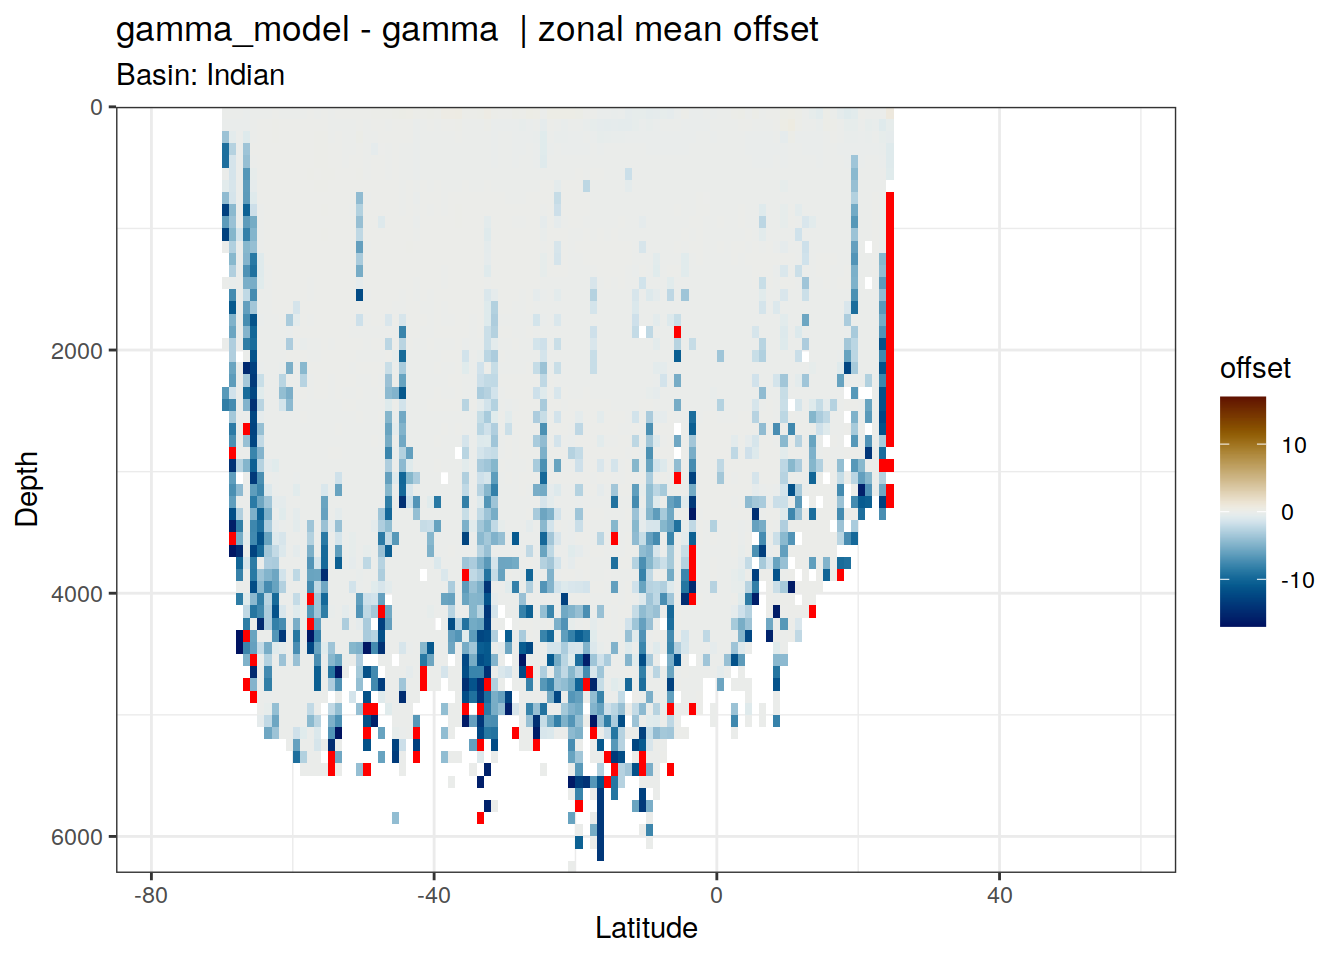 gamma_model - gamma | zonal mean offset
Basin: Indian
0
2000
4000
6000
Depth
-80
-40
0
40
Latitude
offset
10
0
-10